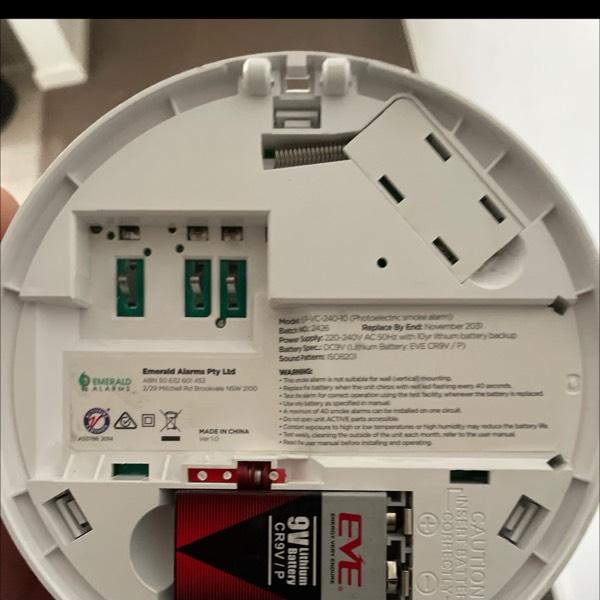 Model: EP-VC-240-10 (Photoelectric smoke alarm)
Batch NO.: 2426 Replace By End: November 2031
Power Supply: 220-240V AC 50Hz with 10yr lithium battery backup
Battery Spec.: DC9V (Lithium Battery: EVE CR9V / P)
Sound Pattern: ISO8201
WARNING:
• This smoke alarm is not suitable for wall (vertical) mounting.
• Replace battery when the unit chirps with red led flashing every 40 seconds.
• Test the alarm for correct operation using the test facility, whenever the battery is replaced.
• Use only battery as specified in manual.
• A maximum of 40 smoke alarms can be installed on one circuit.
• Do not open unit ACTIVE parts accessible.
• Constant exposure to high or low temperatures or high humidity may reduce the battery life.
• Test weekly, cleaning the outside of the unit each month, refer to the user manual.
• Read the user manual before installing and operating.
EMERALD
ALARMS
Emerald Alarms Pty Ltd
ABN 50 632 601 453
2/29 Mitchell Rd Brookvale NSW 2100
AS3786 2014
MADE IN CHINA
Ver:1.0
EVE
ENERGY VERY ENDURE
9V Lithium
Battery
CR9V / P
CAUTION
INSERT BATTERY
CORRECTLY